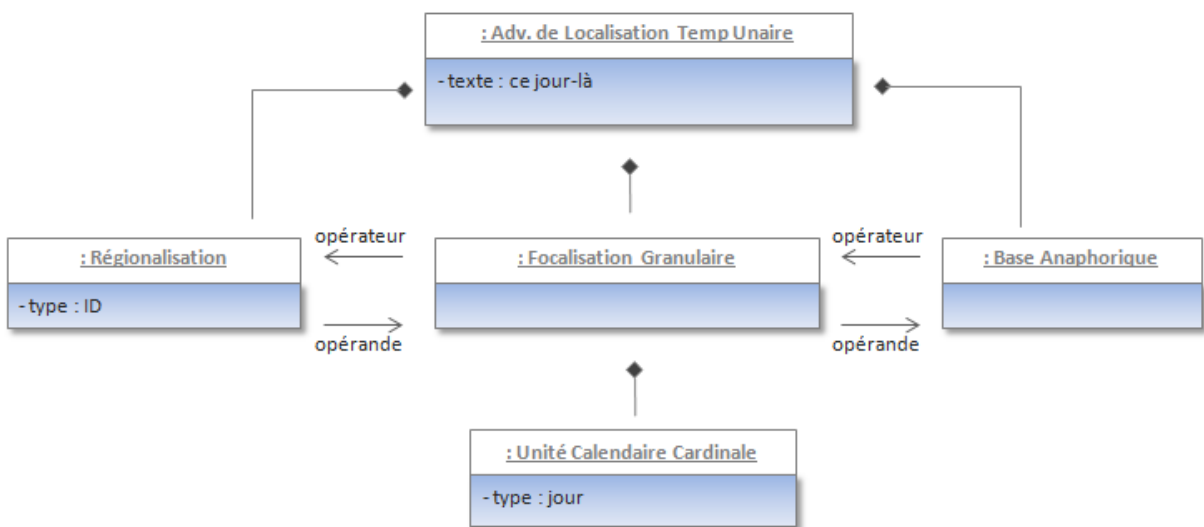 : Adv. de Localisation Temp Unaire
- texte : ce jour-là
opérateur
opérateur
: Régionalisation
: Focalisation Granulaire
: Base Anaphorique
- type : ID
opérande
opérande
: Unité Calendaire Cardinale
- type : jour